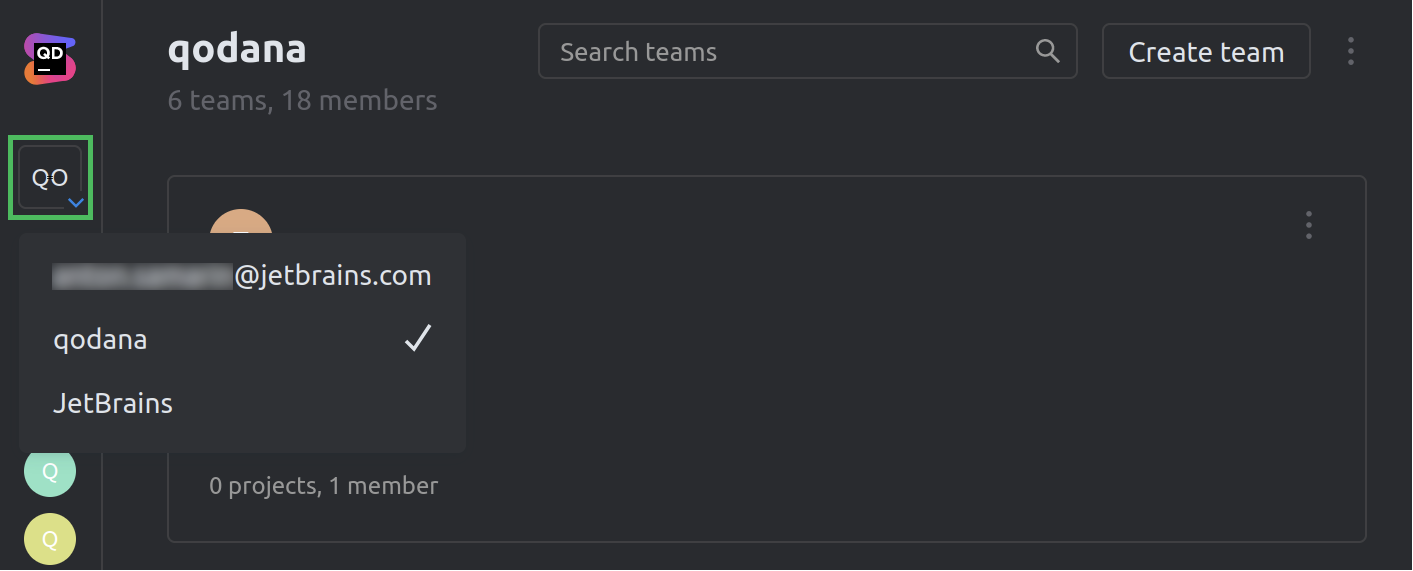 QD
qodana
Search teams
Create team
6 teams, 18 members
QO
@jetbrains.com
qodana
JetBrains
Q
0 projects, 1 member
Q